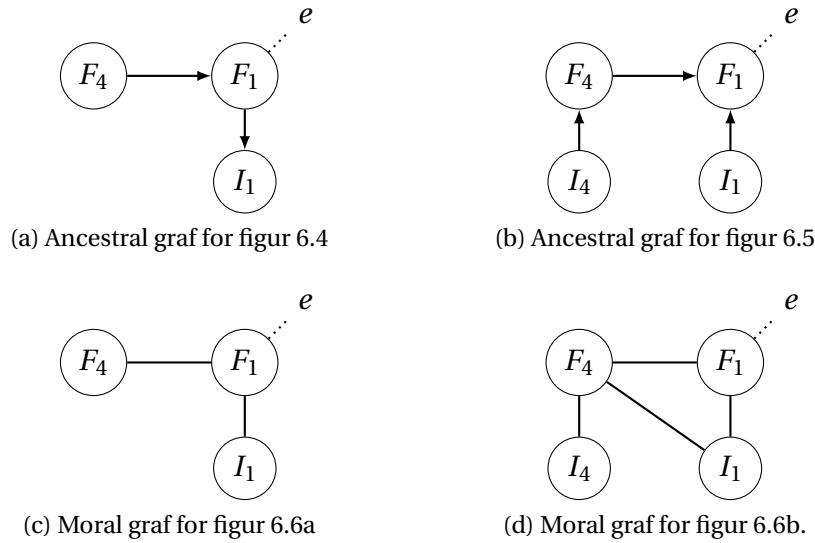 e
e
F4 F1
F4 F1
I1
I4 I1
(a) Ancestral graf for figur 6.4
(b) Ancestral graf for figur 6.5
e
e
F4 F1
F4 F1
I1
I4 I1
(c) Moral graf for figur 6.6a
(d) Moral graf for figur 6.6b.